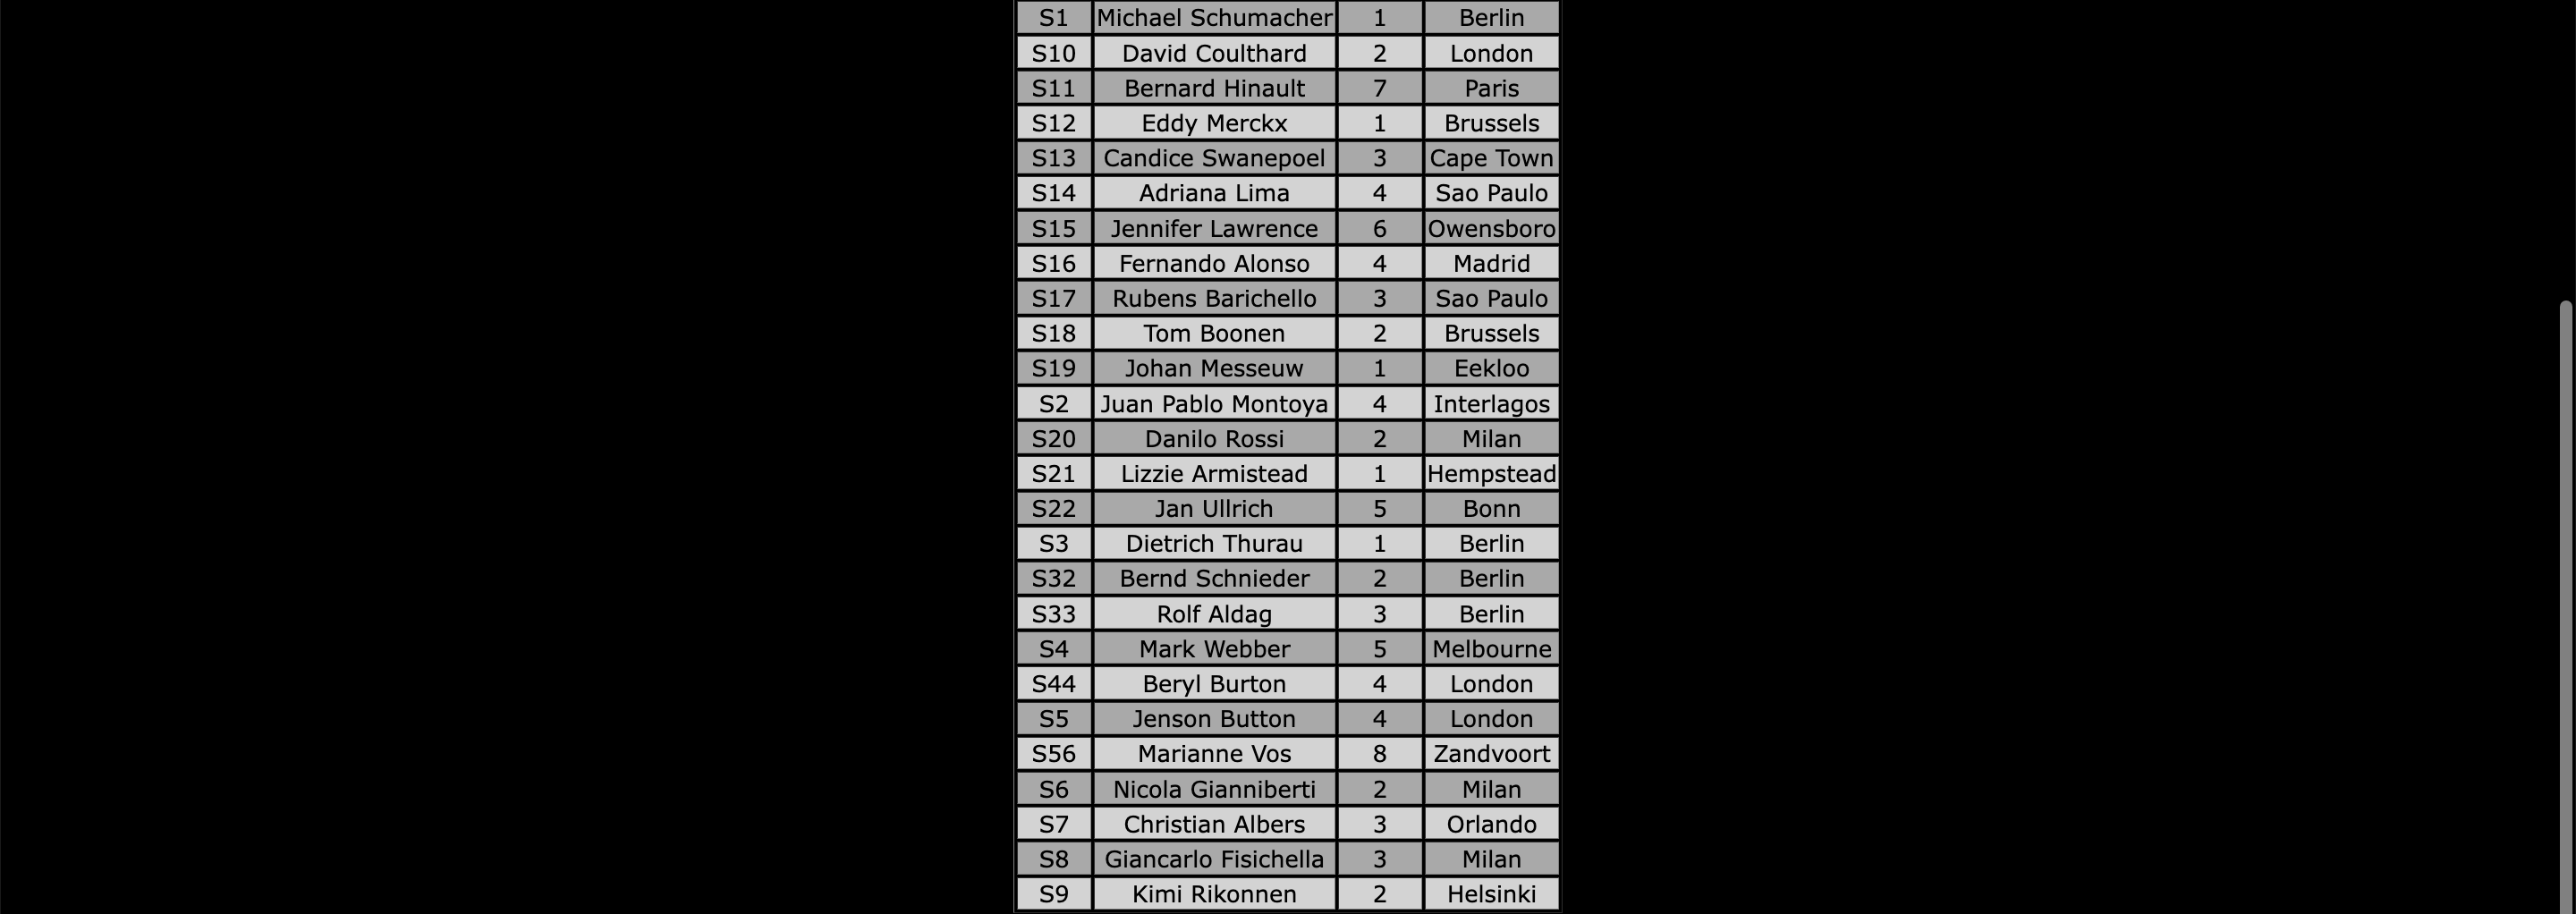 S1 Michael Schumacher 1 Berlin
S10 David Coulthard 2 London
S11 Bernard Hinault 7 Paris
S12 Eddy Merckx 1 Brussels
S13 Candice Swanepoel 3 Cape Town
S14 Adriana Lima 4 Sao Paulo
S15 Jennifer Lawrence 6 Owensboro
S16 Fernando Alonso 4 Madrid
S17 Rubens Barichello 3 Sao Paulo
S18 Tom Boonen 2 Brussels
S19 Johan Messeuw 1 Eekloo
S2 Juan Pablo Montoya 4 Interlagos
S20 Danilo Rossi 2 Milan
S21 Lizzie Armistead 1 Hempstead
S22 Jan Ullrich 5 Bonn
S3 Dietrich Thurau 1 Berlin
S32 Bernd Schnieder 2 Berlin
S33 Rolf Aldag 3 Berlin
S4 Mark Webber 5 Melbourne
S44 Beryl Burton 4 London
S5 Jenson Button 4 London
S56 Marianne Vos 8 Zandvoort
S6 Nicola Gianniberti 2 Milan
S7 Christian Albers 3 Orlando
S8 Giancarlo Fisichella 3 Milan
S9 Kimi Rikonnen 2 Helsinki